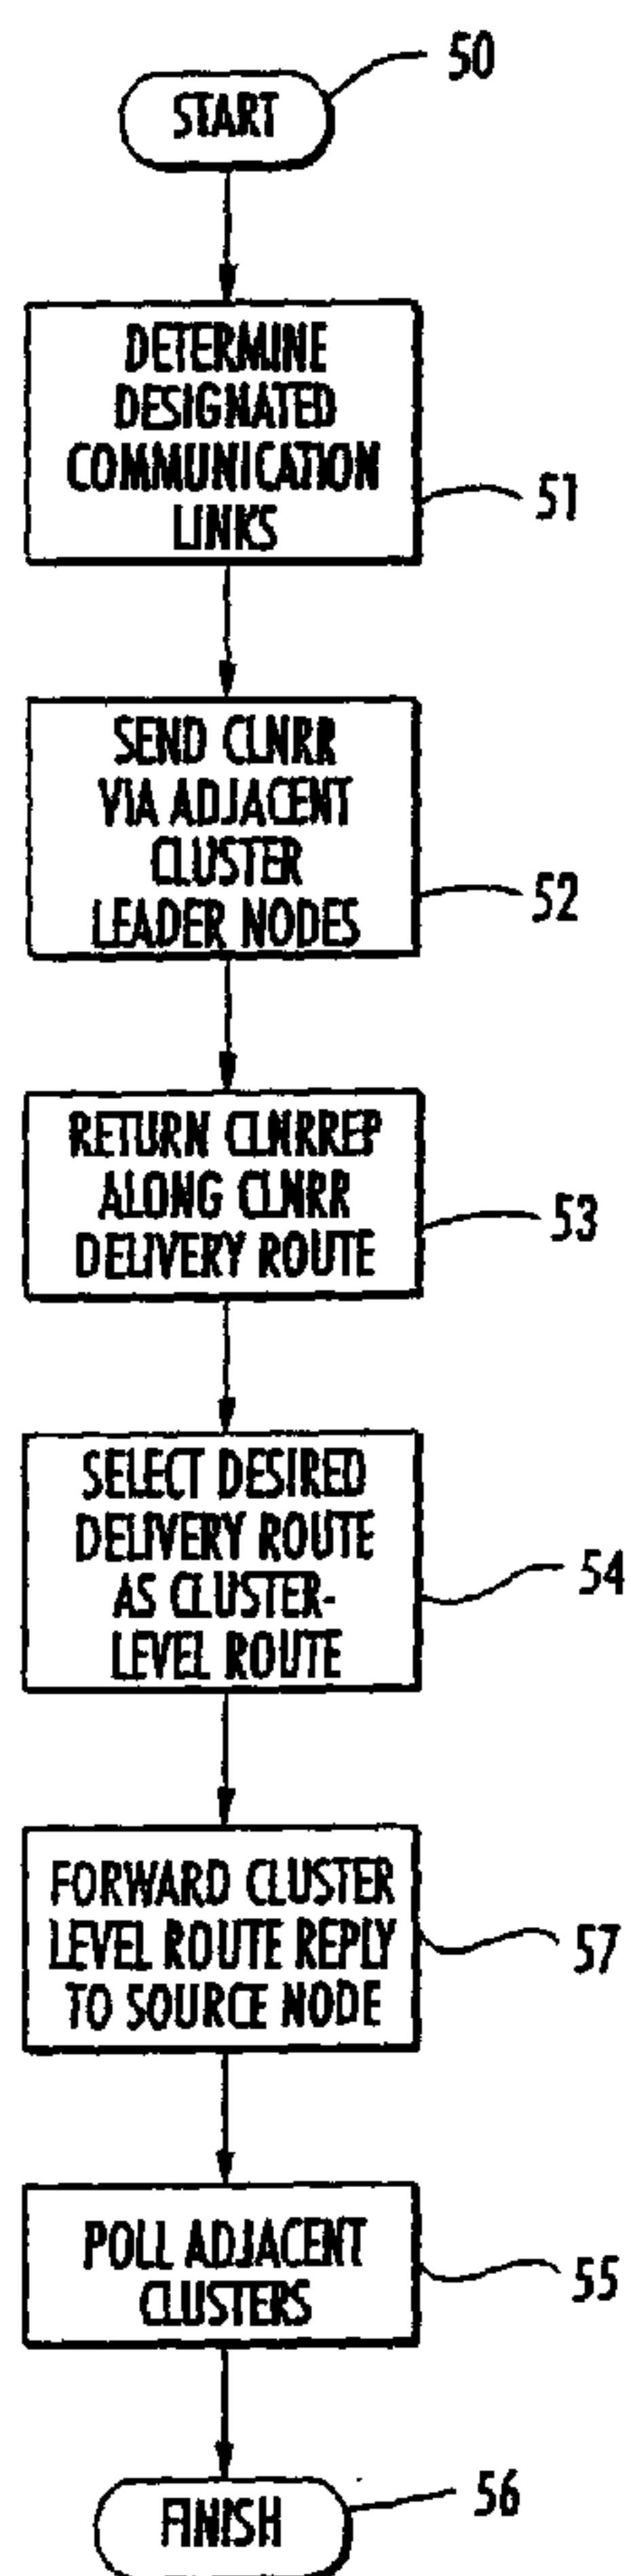 START
50
DETERMINE
DESIGNATED
COMMUNICATION
LINKS
51
SEND CLNRR
VIA ADJACENT
CLUSTER
LEADER NODES
52
RETURN CLNRREP
ALONG CLNRR
DELIVERY ROUTE
53
SELECT DESIRED
DELIVERY ROUTE
AS CLUSTER-
LEVEL ROUTE
54
FORWARD CLUSTER
LEVEL ROUTE REPLY
TO SOURCE NODE
57
POLL ADJACENT
CLUSTERS
55
FINISH
56